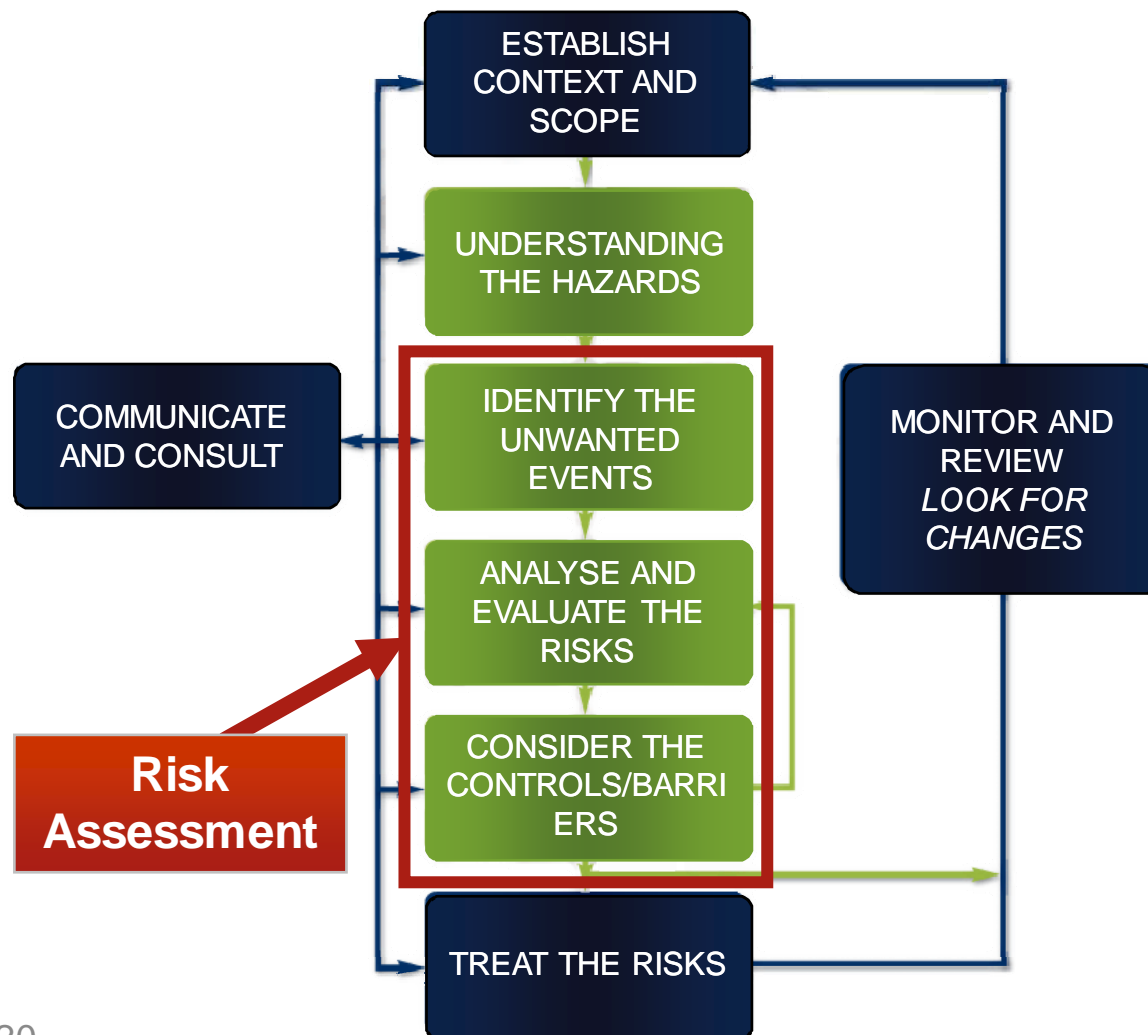 ESTABLISH
CONTEXT AND
SCOPE
UNDERSTANDING
THE HAZARDS
COMMUNICATE
AND CONSULT
IDENTIFY THE
UNWANTED
EVENTS
MONITOR AND
REVIEW
LOOK FOR
CHANGES
ANALYSE AND
EVALUATE THE
RISKS
Risk
Assessment
CONSIDER THE
CONTROLS/BARRI
ERS
TREAT THE RISKS